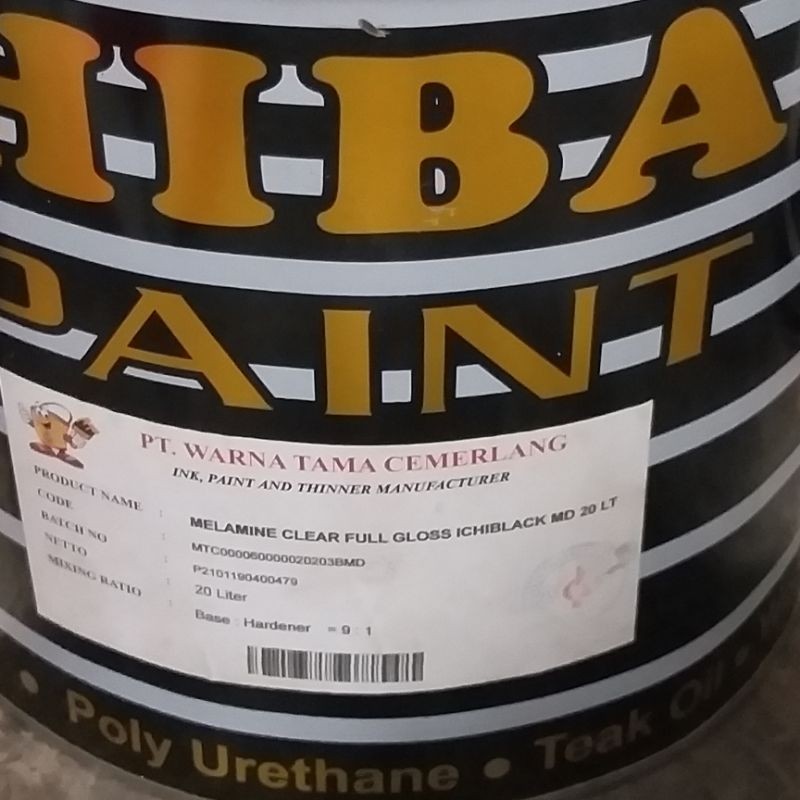 HIBA
PAINT
PT. WARNA TAMA CEMERLANG
INK, PAINT AND THINNER MANUFACTURER
PRODUCT NAME : MELAMINE CLEAR FULL GLOSS ICHIBLACK MD 20 LT
CODE : MTC000060000020203BMD
BATCH NO : P2101190400479
NETTO : 20 Liter
MIXING RATIO : Base : Hardener = 9 : 1
• Poly Urethane • Teak Oil •